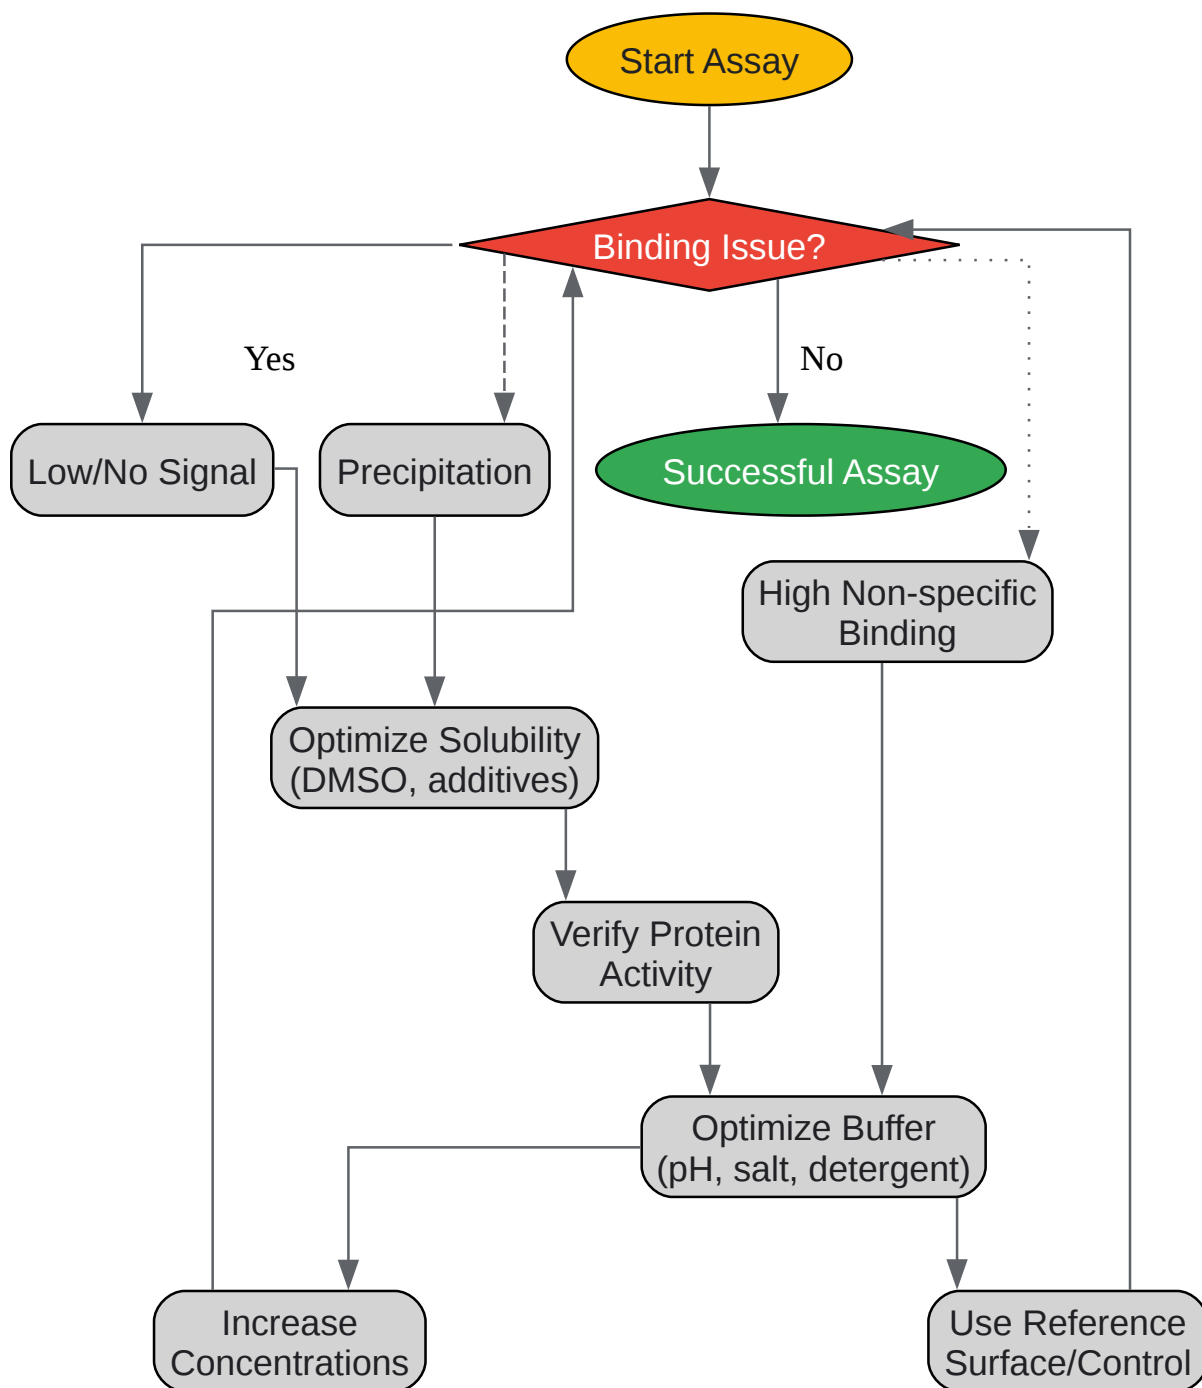 Start Assay
Binding Issue?
Yes
No
Low/No Signal
Precipitation
Successful Assay
High Non-specific
Binding
Optimize Solubility
(DMSO, additives)
Verify Protein
Activity
Optimize Buffer
(pH, salt, detergent)
Increase
Concentrations
Use Reference
Surface/Control